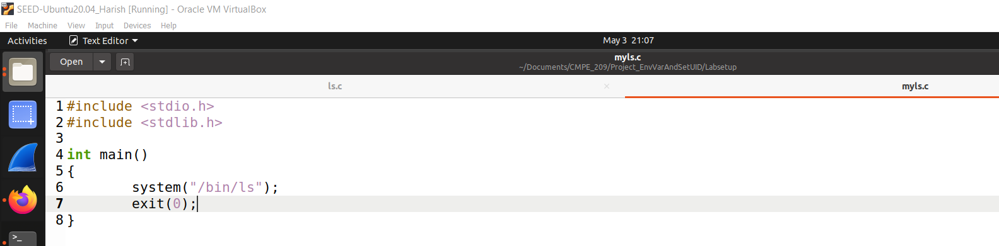 SEED-Ubuntu20.04_Harish [Running] - Oracle VM VirtualBox
File Machine View Input Devices Help
Activities Text Editor May 3 21:07
Open myls.c
~/Documents/CMPE_209/Project_EnvVarAndSetUID/Labsetup
ls.c × myls.c
1 #include <stdio.h>
2 #include <stdlib.h>
3
4 int main()
5 {
6 system("/bin/ls");
7 exit(0);
8 }
>_